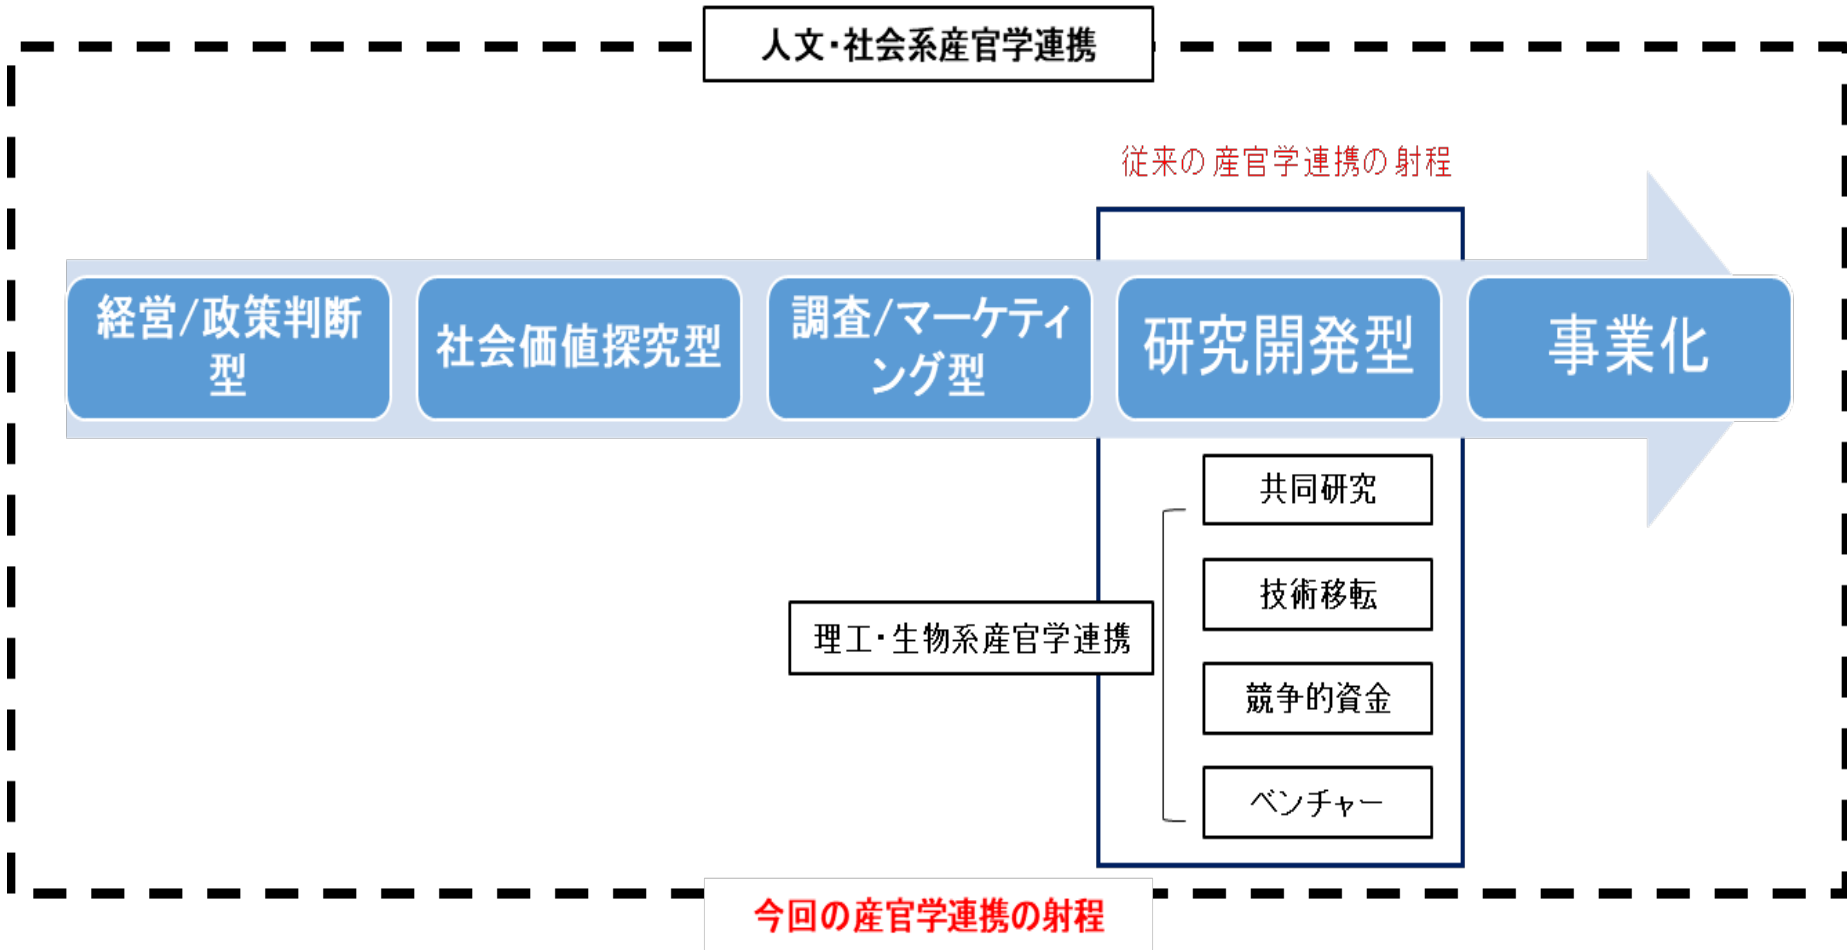 人文・社会系産官学連携
従来の産官学連携の射程
経営/政策判断
型
社会価値探究型
調査/マーケティ
ング型
研究開発型
事業化
共同研究
技術移転
理工・生物系産官学連携
競争的資金
ベンチャー
今回の産官学連携の射程